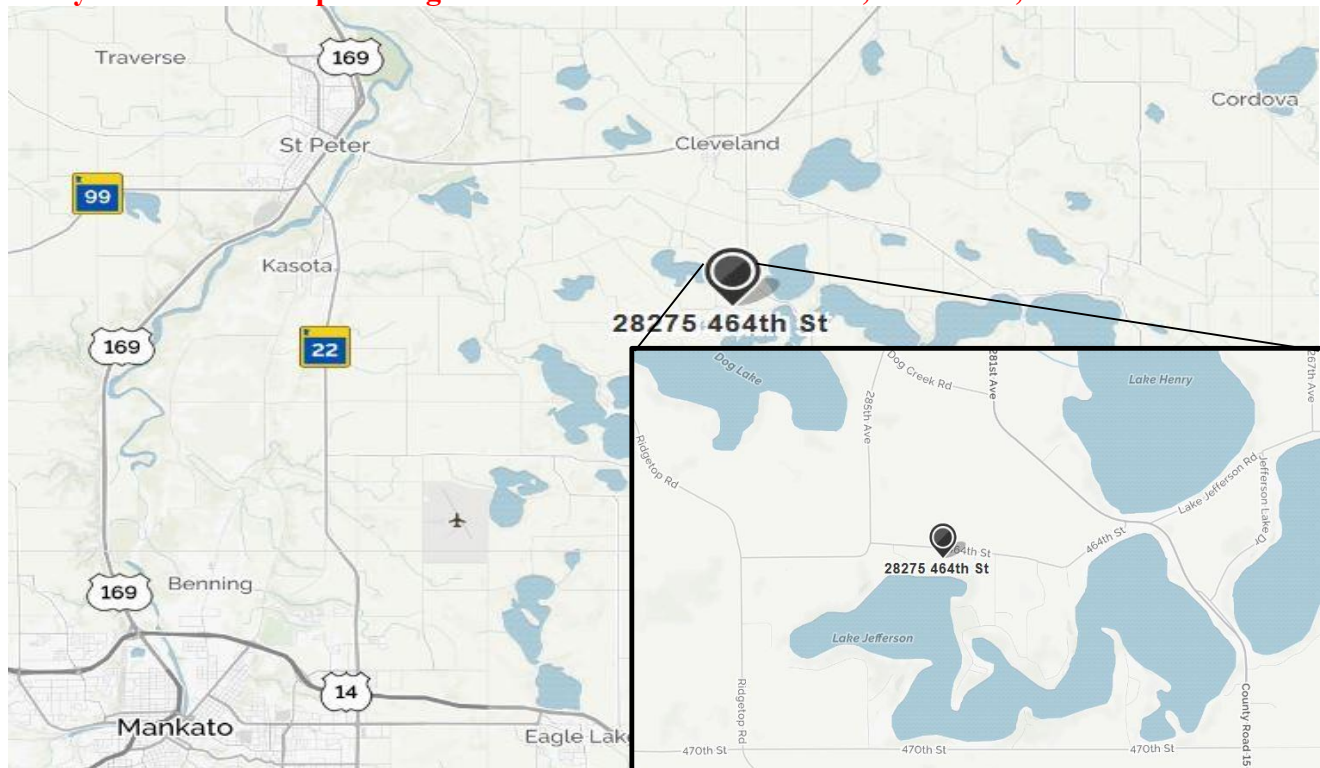 Traverse
169
Cordova
St Peter
Cleveland
99
Kasota
28275 464th St
169
22
Dog Lake
Dog Creek Rd
281st Ave
Lake Henry
267th Ave
285th Ave
Ridgetop Rd
Lake Jefferson Rd
Jefferson Lake Dr
464th St
64th St
28275 464th St
169
Benning
Lake Jefferson
14
Ridgetop Rd
County Road 15
Mankato
Eagle Lak
470th St
470th St
470th St